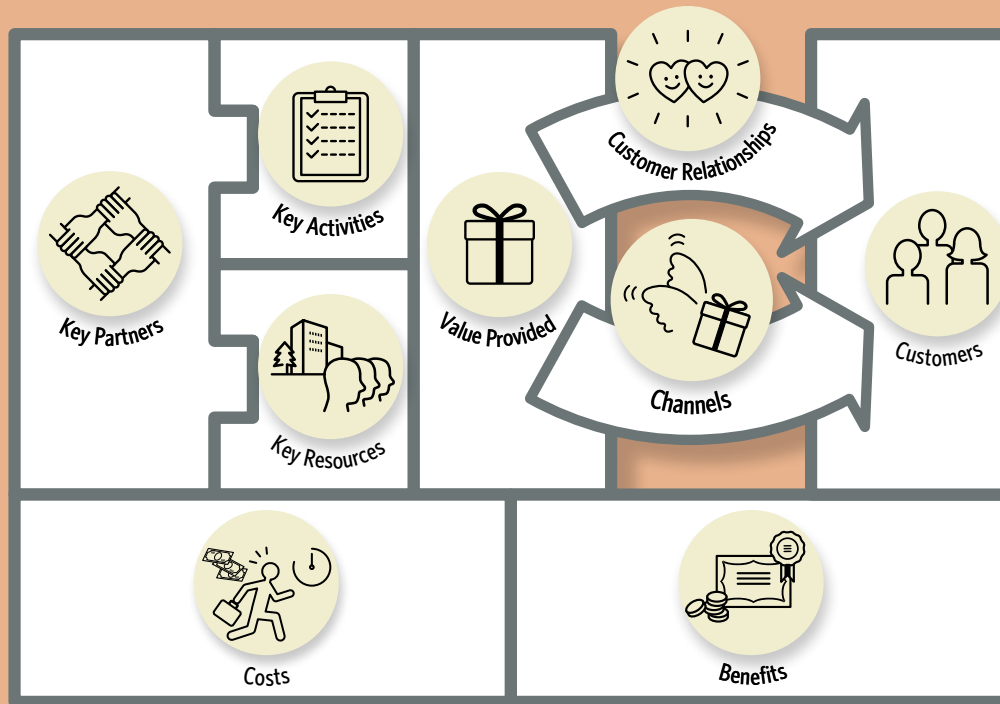 Key Partners
Key Activities
Key Resources
Value Provided
Customer Relationships
Channels
Customers
Costs
Benefits